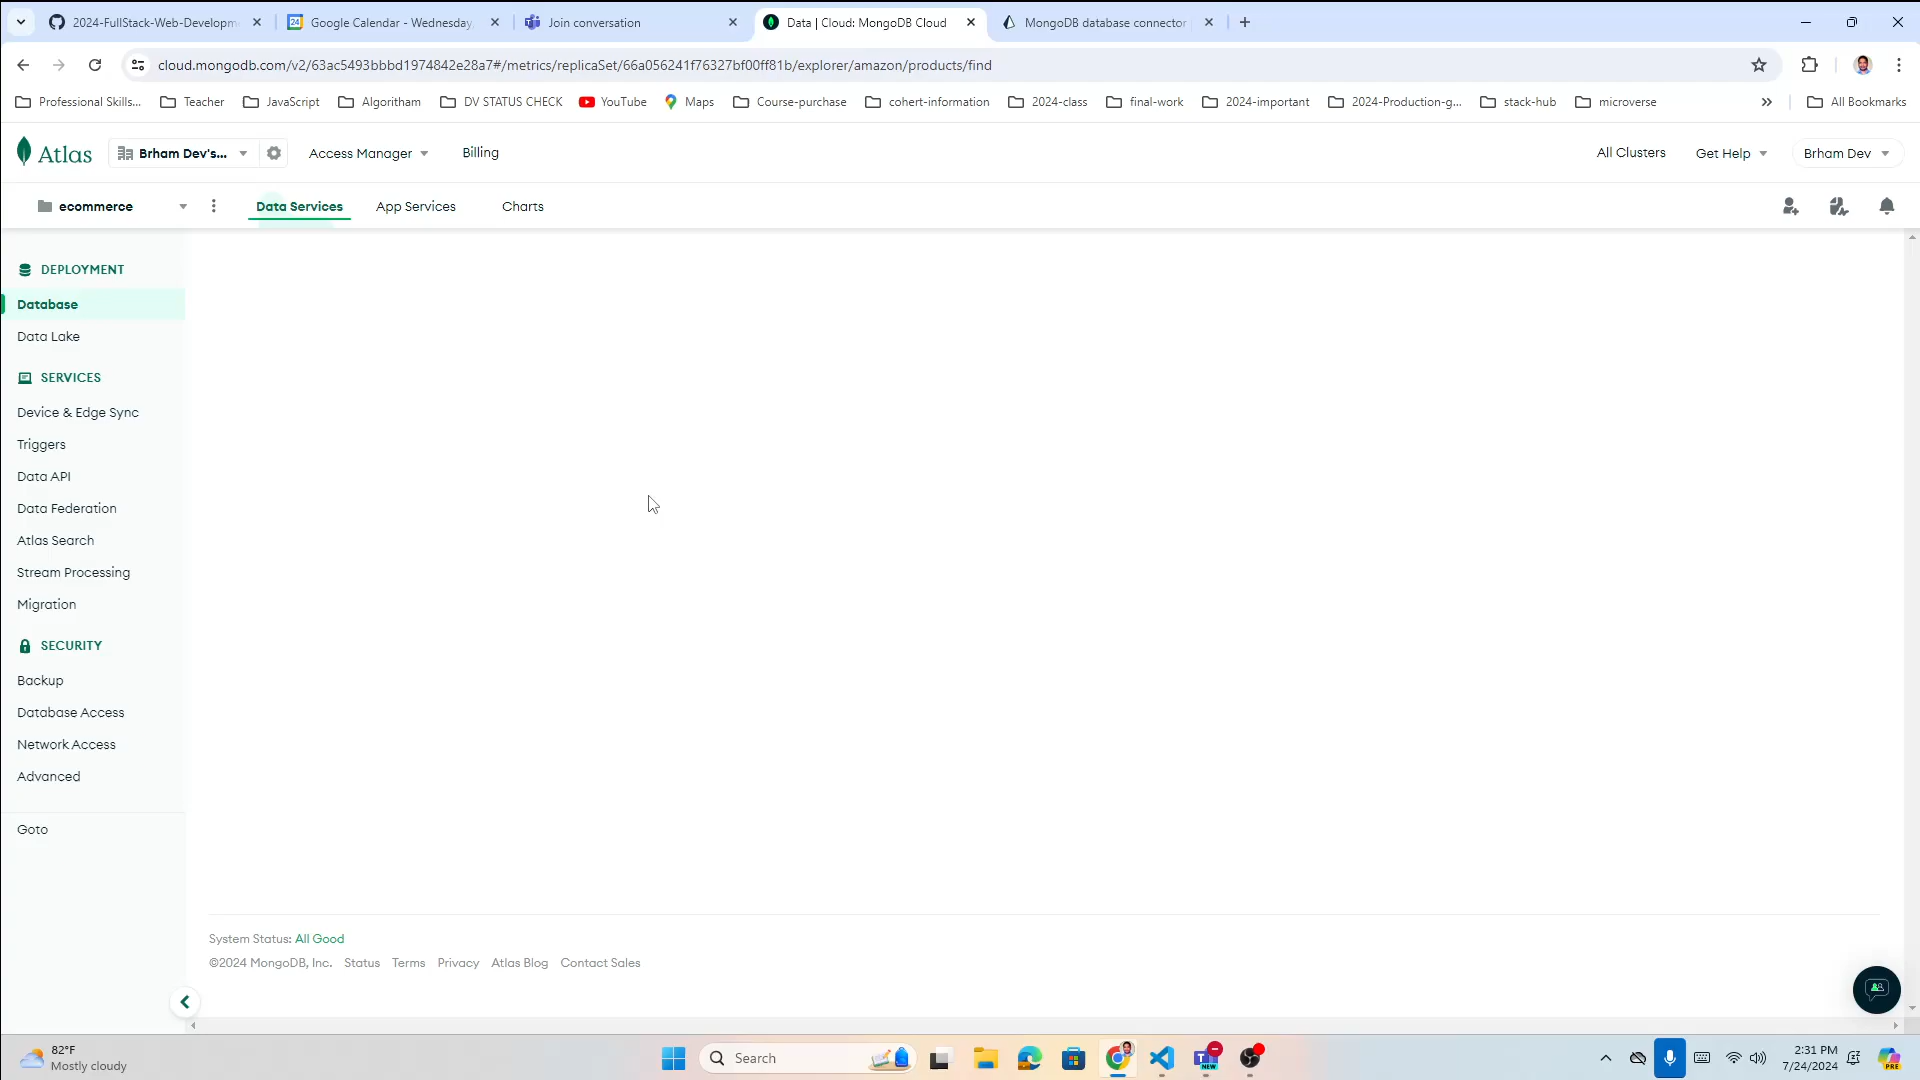 2024-FullStack-Web-Developm
Google Calendar - Wednesday,
Join conversation
Data | Cloud: MongoDB Cloud
MongoDB database connector
cloud.mongodb.com/v2/63ac5493bbbd1974842e28a7#/metrics/replicaSet/66a056241f76327bf00ff81b/explorer/amazon/products/find
Professional Skills...
Teacher
JavaScript
Algoritham
DV STATUS CHECK
YouTube
Maps
Course-purchase
cohert-information
2024-class
final-work
2024-important
2024-Production-g...
stack-hub
microverse
All Bookmarks
Atlas
Brham Dev's...
Access Manager
Billing
All Clusters
Get Help
Brham Dev
ecommerce
Data Services
App Services
Charts
DEPLOYMENT
Database
Data Lake
SERVICES
Device & Edge Sync
Triggers
Data API
Data Federation
Atlas Search
Stream Processing
Migration
SECURITY
Backup
Database Access
Network Access
Advanced
Goto
System Status: All Good
©2024 MongoDB, Inc. Status Terms Privacy Atlas Blog Contact Sales
82°F
Mostly cloudy
Search
NEW
2:31 PM
7/24/2024
PRE